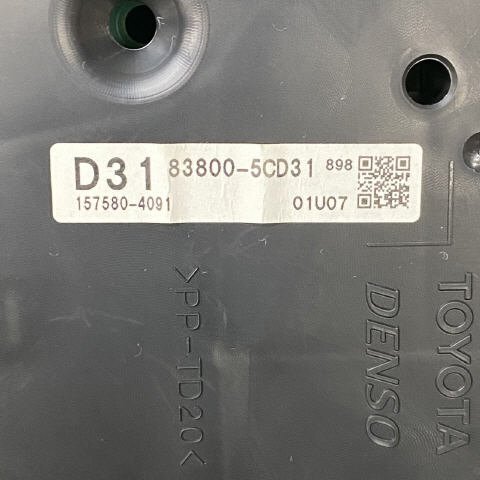 D31 83800-5CD31 898
157580-4091 01U07
>PP-TD20<
DENSO
TOYOTA